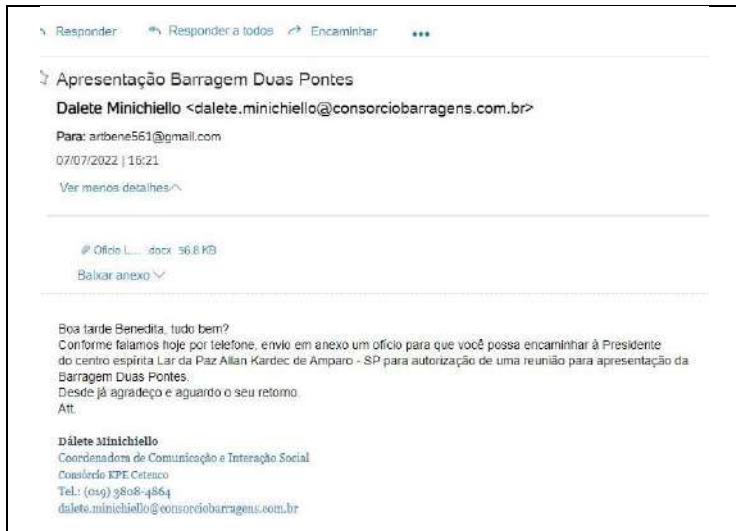 Responder Responder a todos Encaminhar ...
Apresentação Barragem Duas Pontes
Dalete Minichiello <dalete.minichiello@consorciobarragens.com.br>
Para: artbene561@gmail.com
07/07/2022 | 16:21
Ver menos detalhes
Oficio L... .docx 56.8 KB
Baixar anexo
Boa tarde Benedita, tudo bem?
Conforme falamos hoje por telefone, envio em anexo um ofício para que você possa encaminhar à Presidente
do centro espírita Lar da Paz Allan Kardec de Amparo - SP para autorização de uma reunião para apresentação da
Barragem Duas Pontes.
Desde já agradeço e aguardo o seu retorno.
Att.
Dálete Minichiello
Coordenadora de Comunicação e Interação Social
Consórcio KPE Cetenco
Tel.: (019) 3808-4864
dalete.minichiello@consorciobarragens.com.br